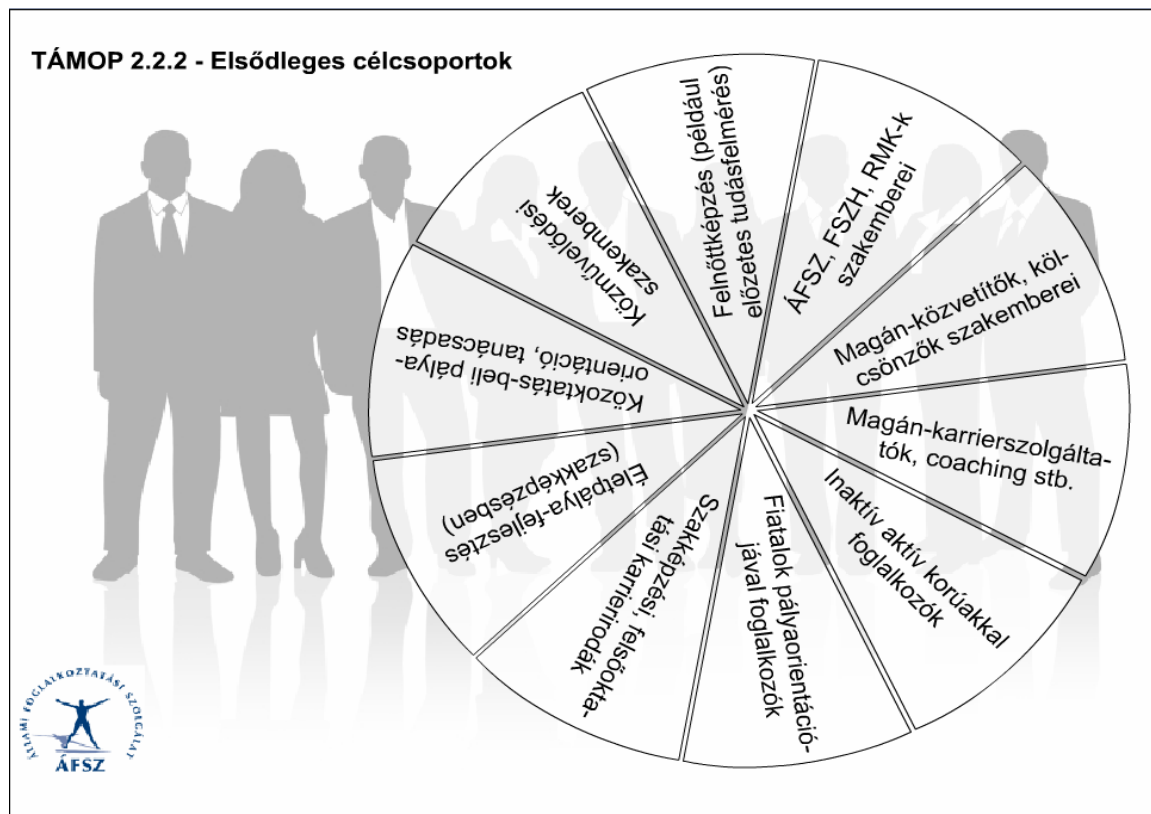 TÁMOP 2.2.2 - Elsődleges célcsoportok
Felnőttképzés (például
előzetes tudásfelmérés)
ÁFSZ, FSZH, RMK-k
szakemberei
Magán-közvetítők, köl-
csönzők szakemberei
Magán-karrierszolgálta-
tók, coaching stb.
Inaktív aktív korúakkal
foglalkozók
Fiatalok pályaorientáció-
jával foglalkozók
Szakképzési, felsőokta-
tási karrierirodák
Életpálya-fejlesztés
(szakképzésben)
Közoktatás-beli pálya-
orientáció, tanácsadás
Közművelődési
szakemberek
ÁLLAMI FOGLALKOZTATÁSI SZOLGÁLAT
ÁFSZ